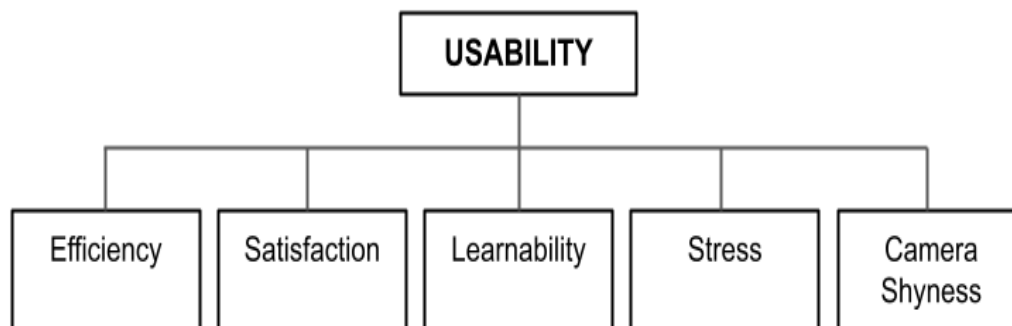 USABILITY
Efficiency
Satisfaction
Learnability
Stress
Camera
Shyness